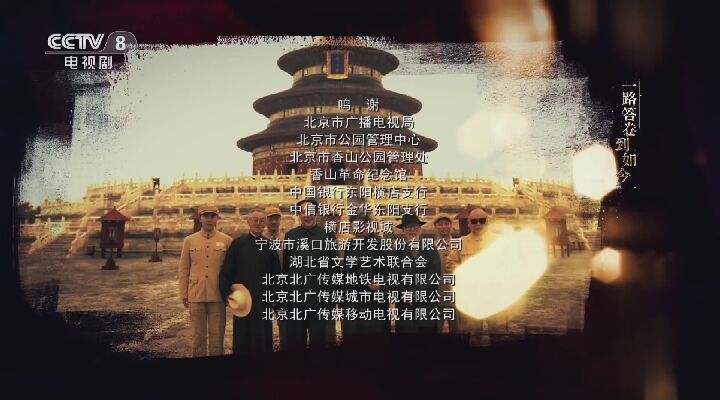 CCTV 8
电视剧
鸣 谢
北京市广播电视局
北京市公园管理中心
北京市香山公园管理处
香山革命纪念馆
中国银行东阳横店支行
中信银行金华东阳支行
横店影视城
宁波市溪口旅游开发股份有限公司
湖北省文学艺术联合会
北京北广传媒地铁电视有限公司
北京北广传媒城市电视有限公司
北京北广传媒移动电视有限公司
一路答卷到如今